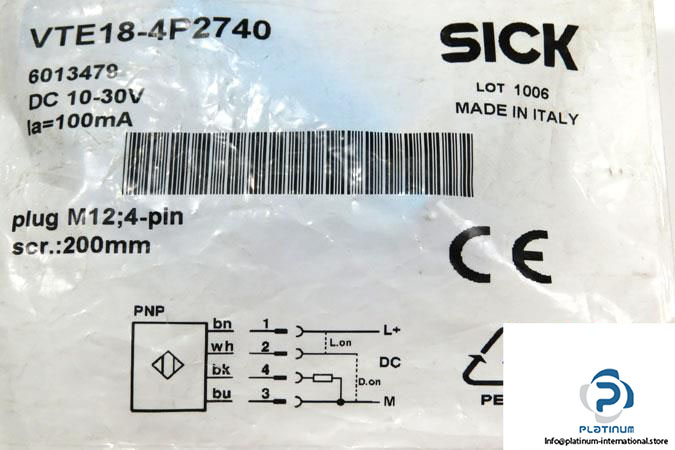 VTE18-4P2740
6013479
DC 10-30V
Ia=100mA
SICK
LOT 1006
MADE IN ITALY
plug M12;4-pin
scr.:200mm
CE
PNP
bn 1 L+
L.on
wh 2 DC
bk 4
D.on
bu 3 M
PE
PLATINUM
info@platinum-international.store